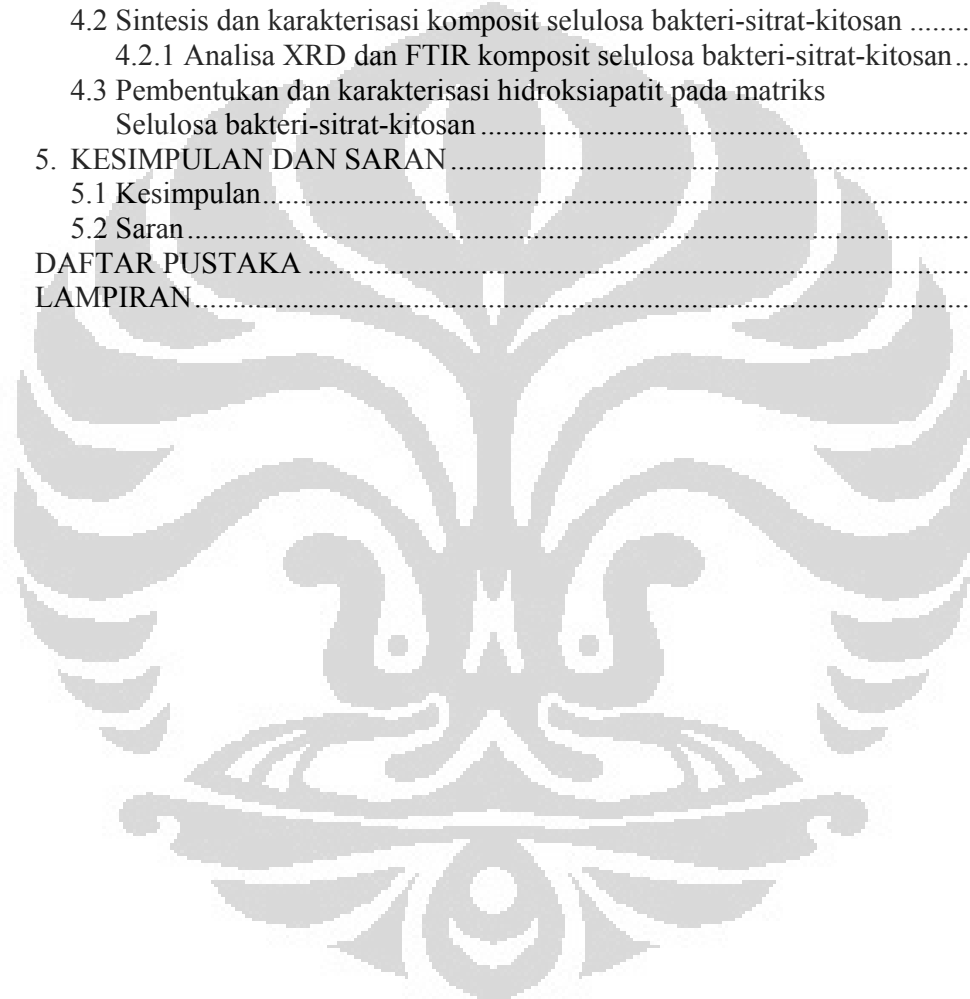 4.2 Sintesis dan karakterisasi komposit selulosa bakteri-sitrat-kitosan ........
4.2.1 Analisa XRD dan FTIR komposit selulosa bakteri-sitrat-kitosan..
4.3 Pembentukan dan karakterisasi hidroksiapatit pada matriks
Selulosa bakteri-sitrat-kitosan ................................................................
5. KESIMPULAN DAN SARAN.....................................................................
5.1 Kesimpulan............................................................................................
5.2 Saran......................................................................................................
DAFTAR PUSTAKA ......................................................................................
LAMPIRAN.....................................................................................................